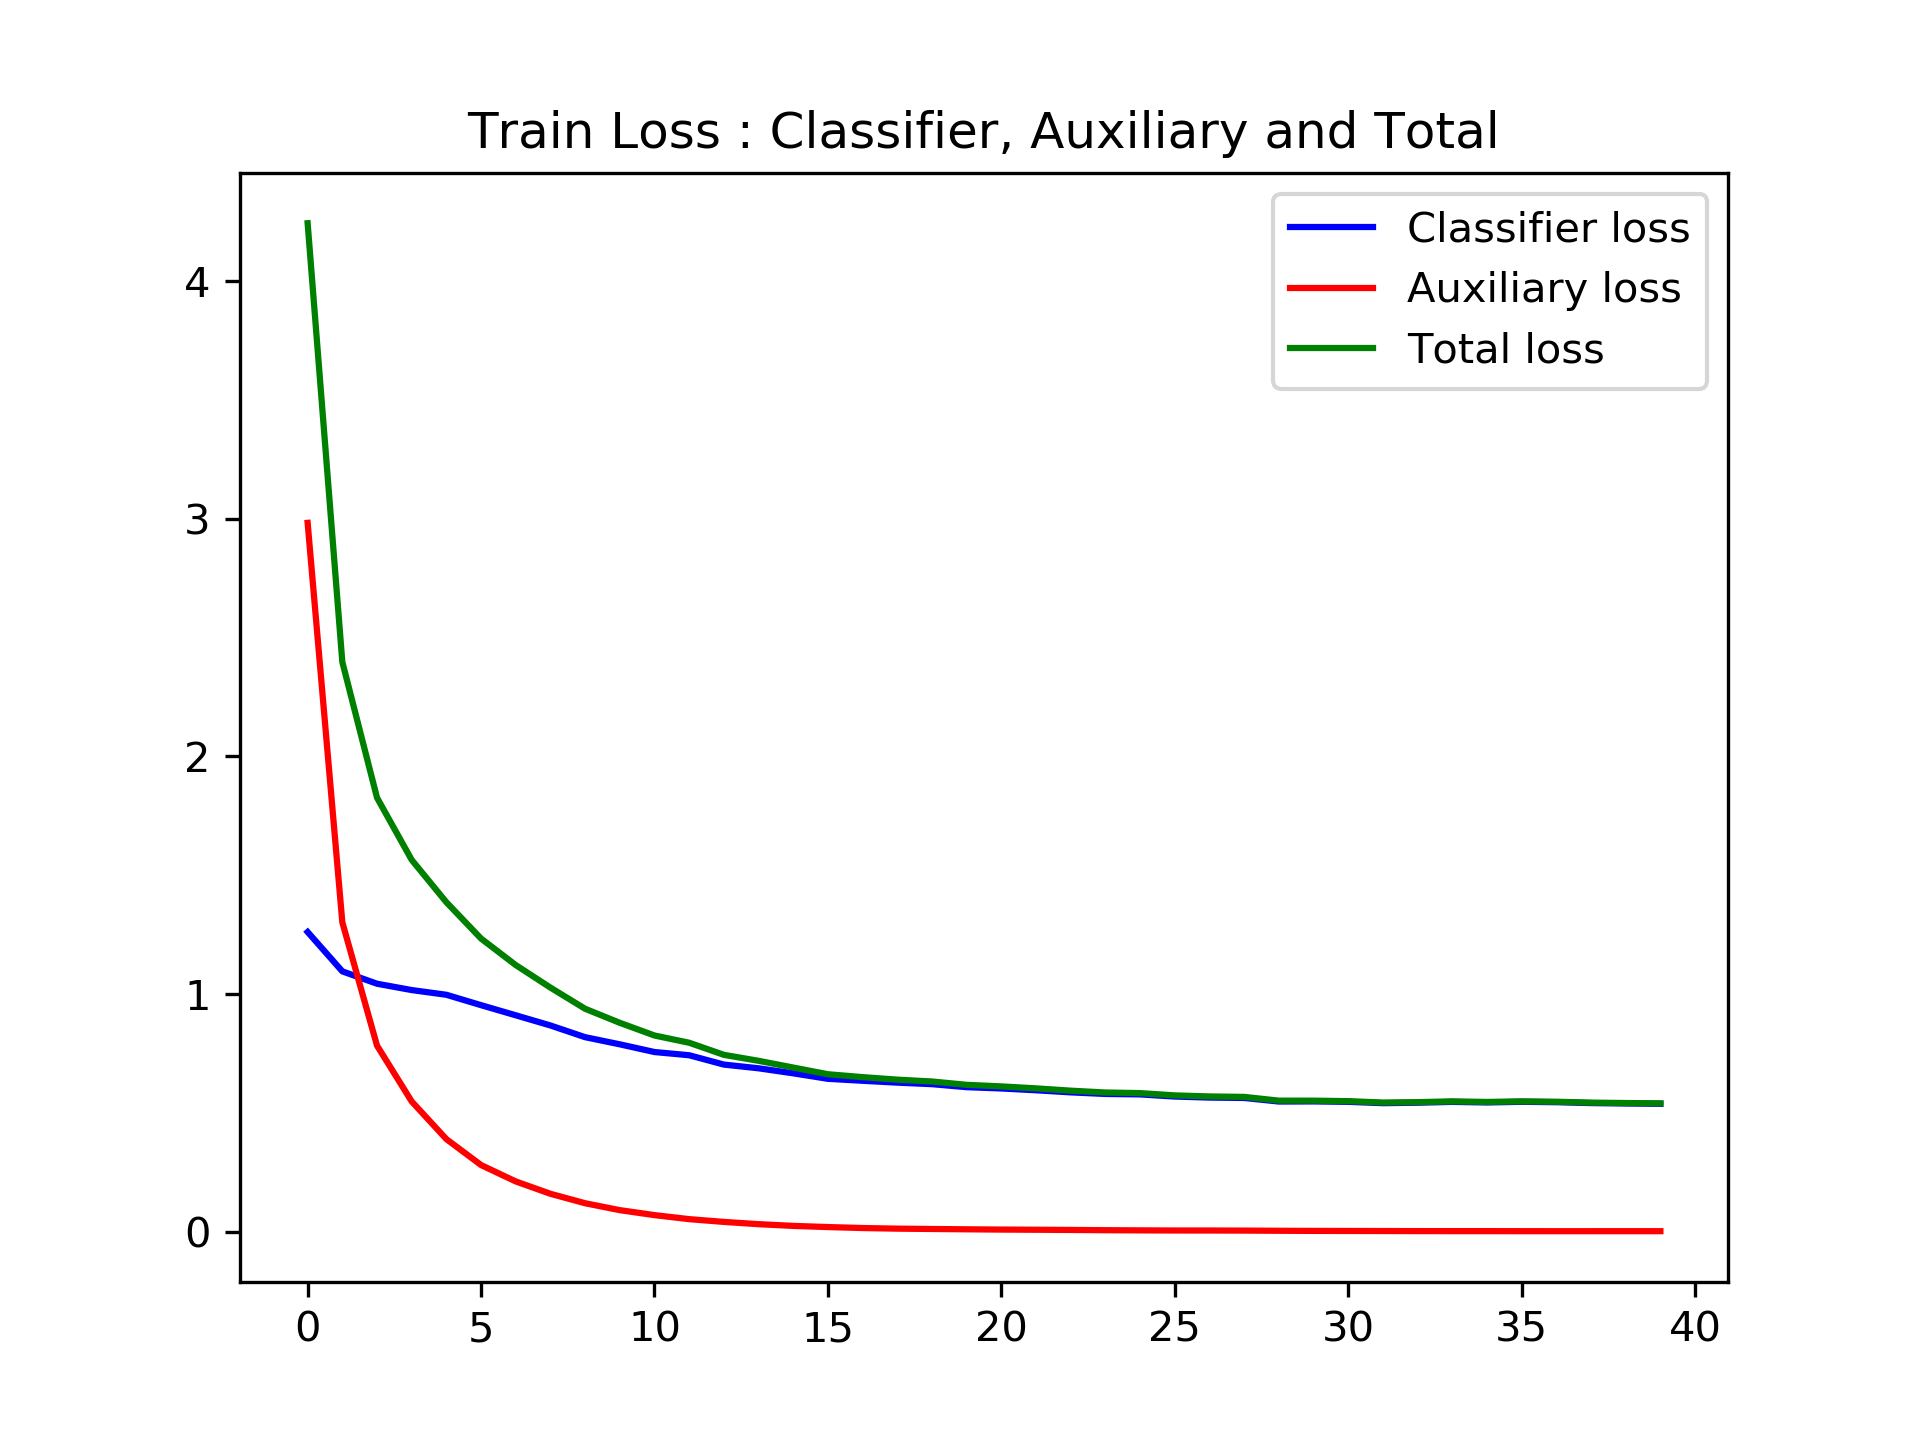 Train Loss : Classifier, Auxiliary and Total
Classifier loss
Auxiliary loss
Total loss
4
3
2
1
0
0 5 10 15 20 25 30 35 40